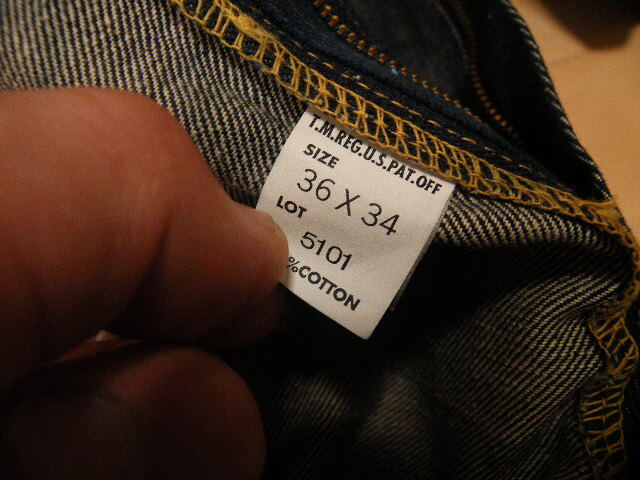 T.M.REG.U.S.PAT.OFF
SIZE
36 X 34
LOT
5101
%COTTON